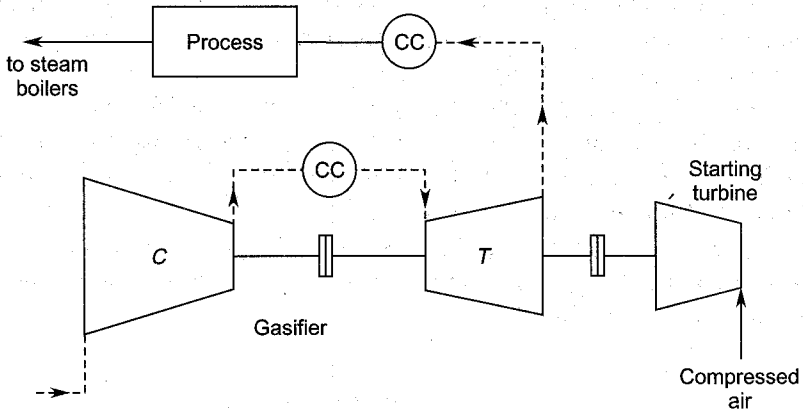 Process
CC
to steam
boilers
CC
Starting
turbine
C
T
Gasifier
Compressed
air